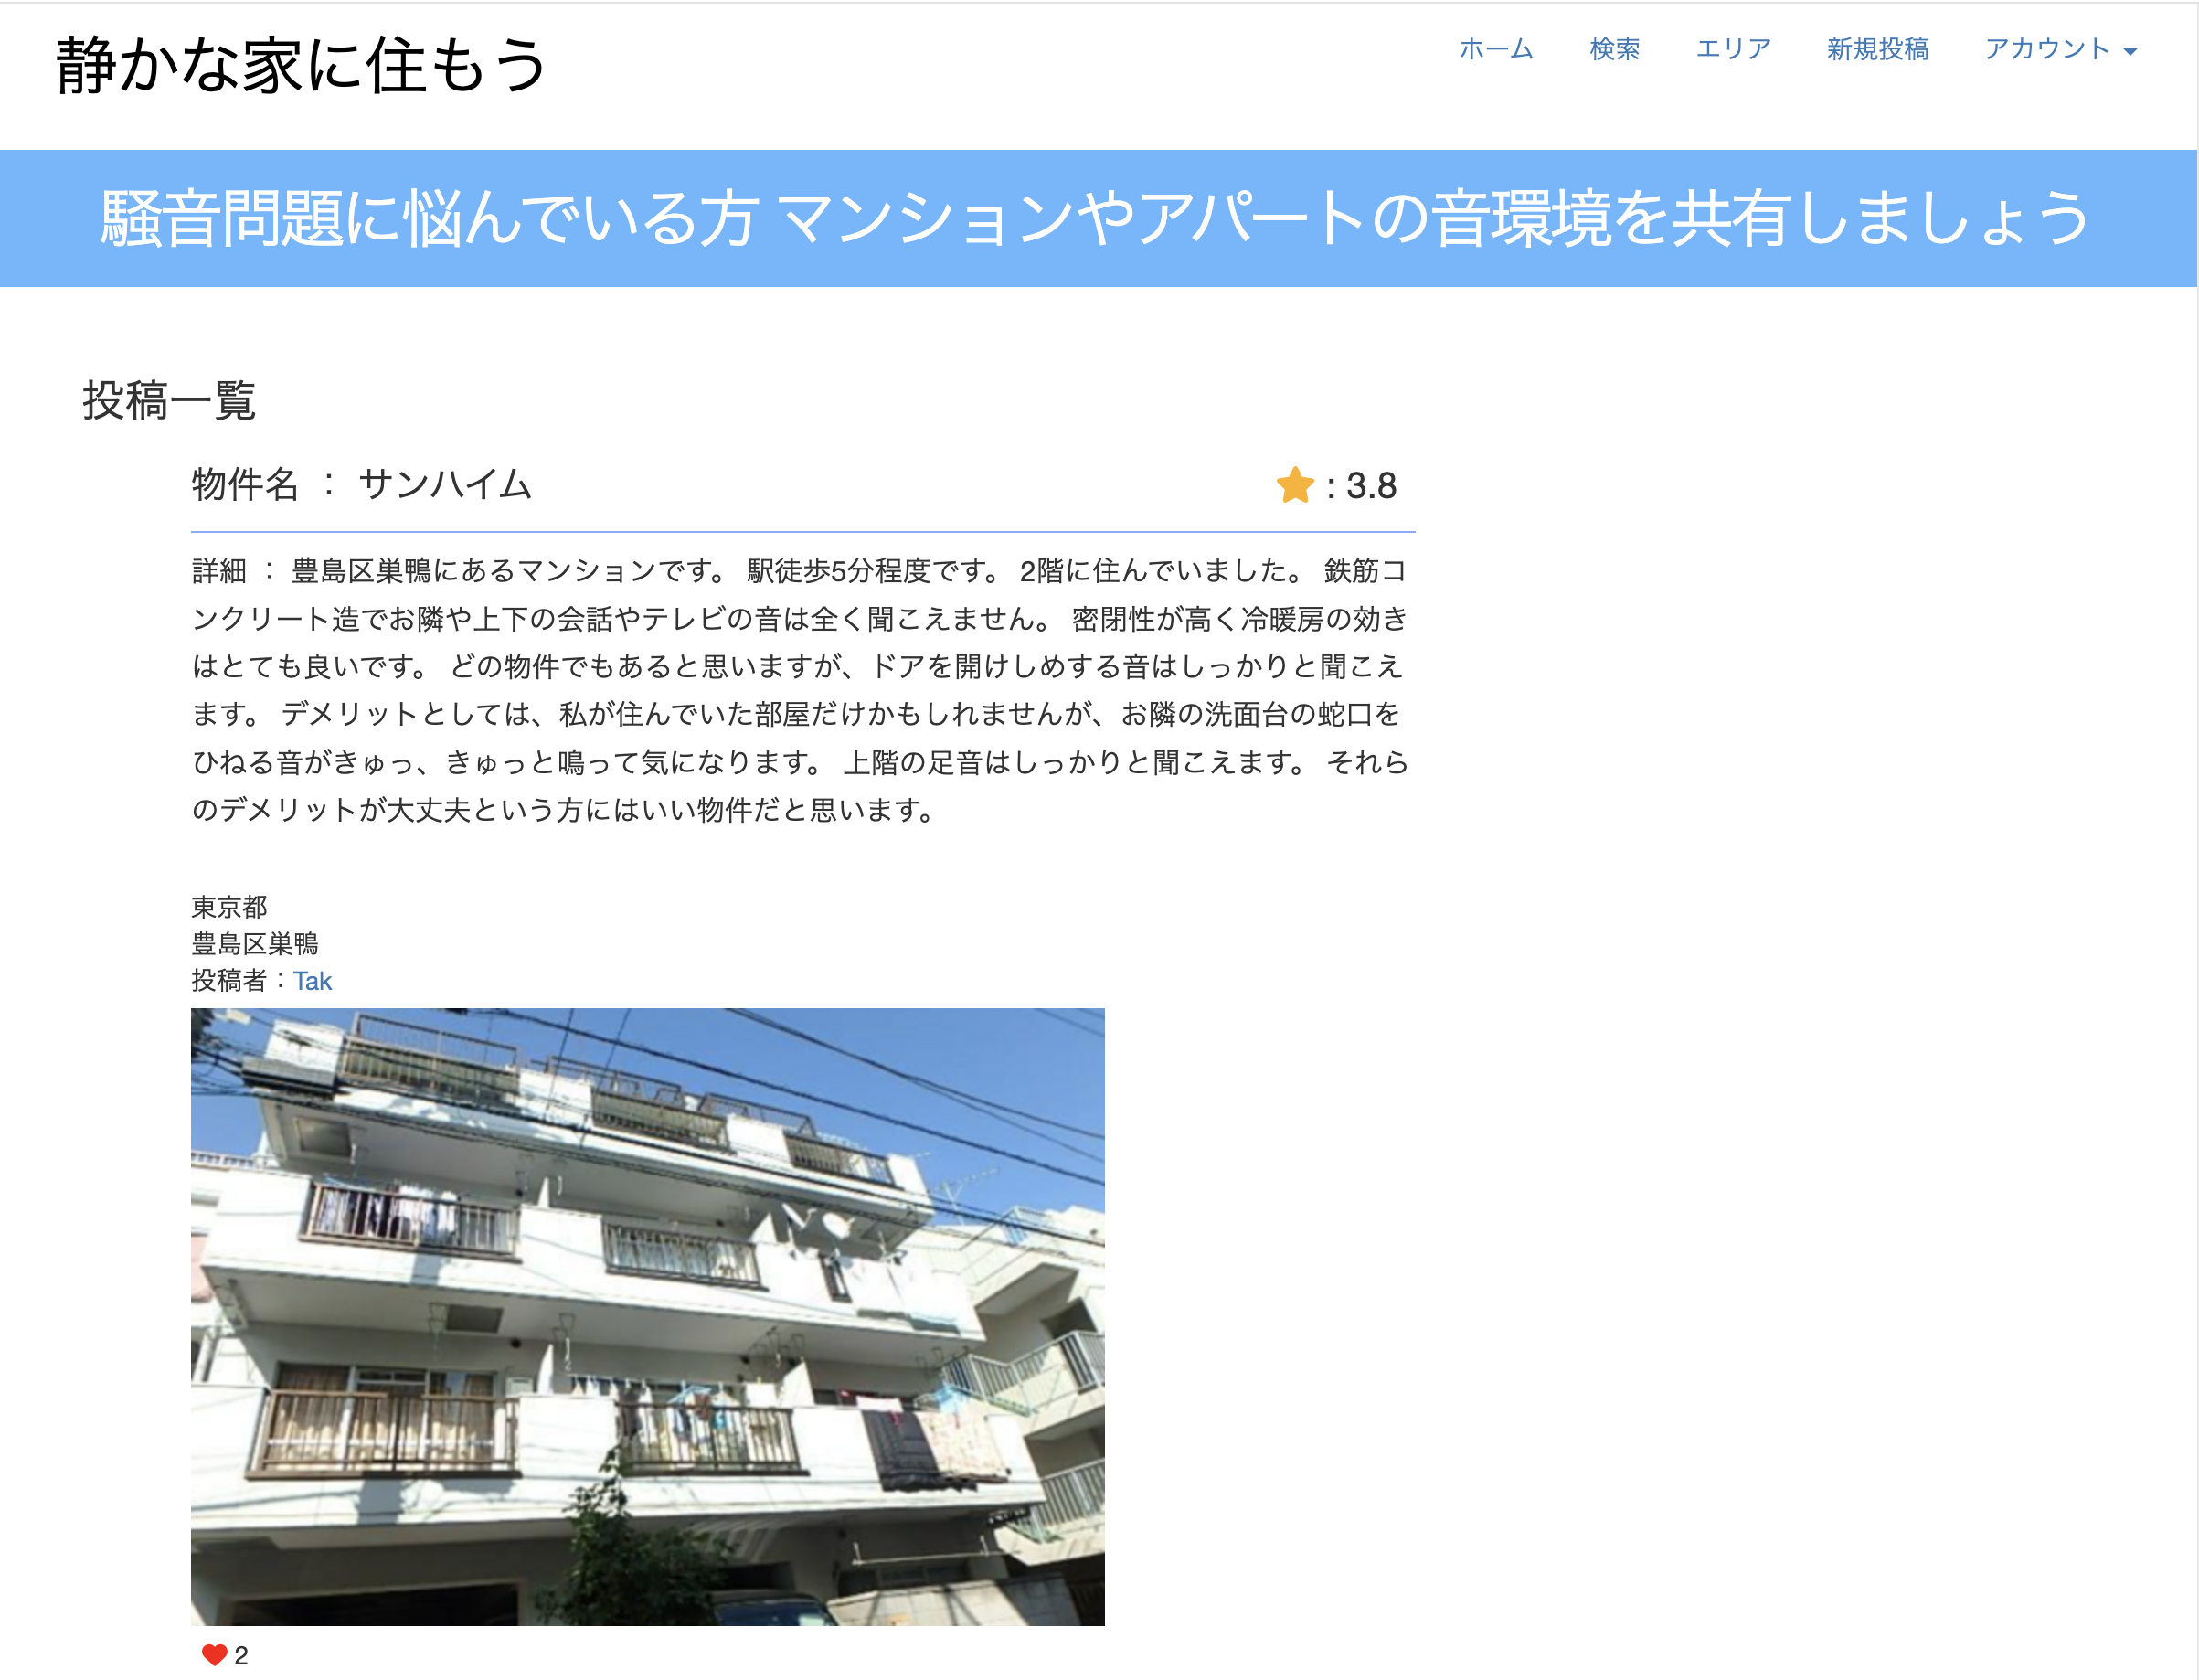 静かな家に住もう
ホーム 検索 エリア 新規投稿 アカウント
騒音問題に悩んでいる方 マンションやアパートの音環境を共有しましょう
投稿一覧
物件名 ： サンハイム
: 3.8
詳細 ： 豊島区巣鴨にあるマンションです。 駅徒歩5分程度です。 2階に住んでいました。 鉄筋コ
ンクリート造でお隣や上下の会話やテレビの音は全く聞こえません。 密閉性が高く冷暖房の効き
はとても良いです。 どの物件でもあると思いますが、ドアを開けしめする音はしっかりと聞こえ
ます。 デメリットとしては、私が住んでいた部屋だけかもしれませんが、お隣の洗面台の蛇口を
ひねる音がきゅっ、きゅっと鳴って気になります。 上階の足音はしっかりと聞こえます。 それら
のデメリットが大丈夫という方にはいい物件だと思います。
東京都
豊島区巣鴨
投稿者：Tak
2